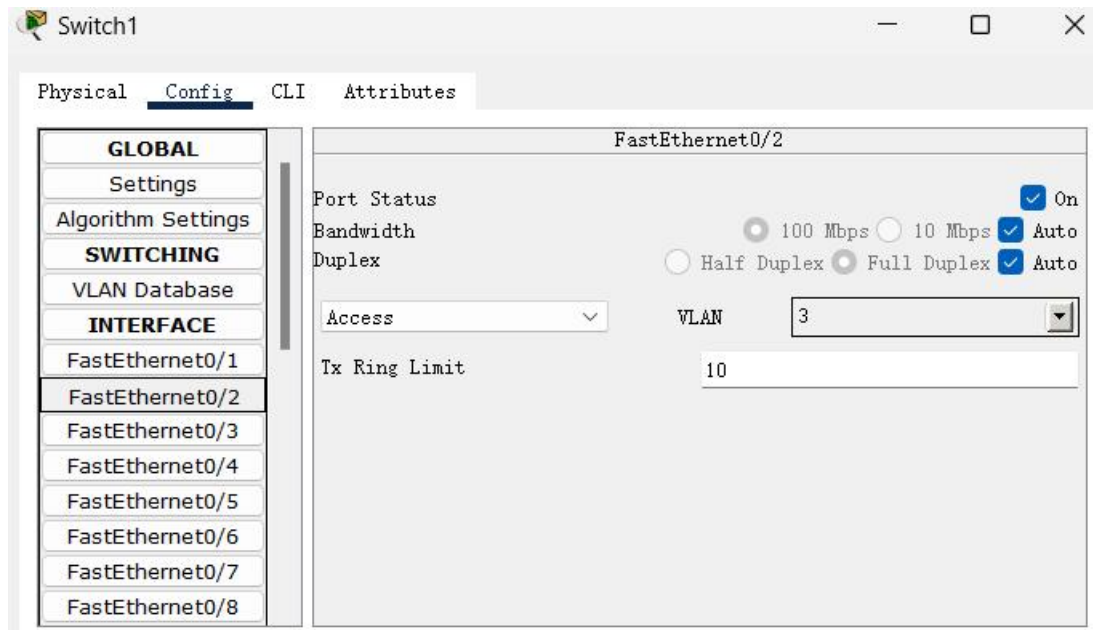 Switch1
Physical Config CLI Attributes
GLOBAL
Settings
Algorithm Settings
SWITCHING
VLAN Database
INTERFACE
FastEthernet0/1
FastEthernet0/2
FastEthernet0/3
FastEthernet0/4
FastEthernet0/5
FastEthernet0/6
FastEthernet0/7
FastEthernet0/8
FastEthernet0/2
Port Status On
Bandwidth 100 Mbps 10 Mbps Auto
Duplex Half Duplex Full Duplex Auto
Access VLAN 3
Tx Ring Limit 10